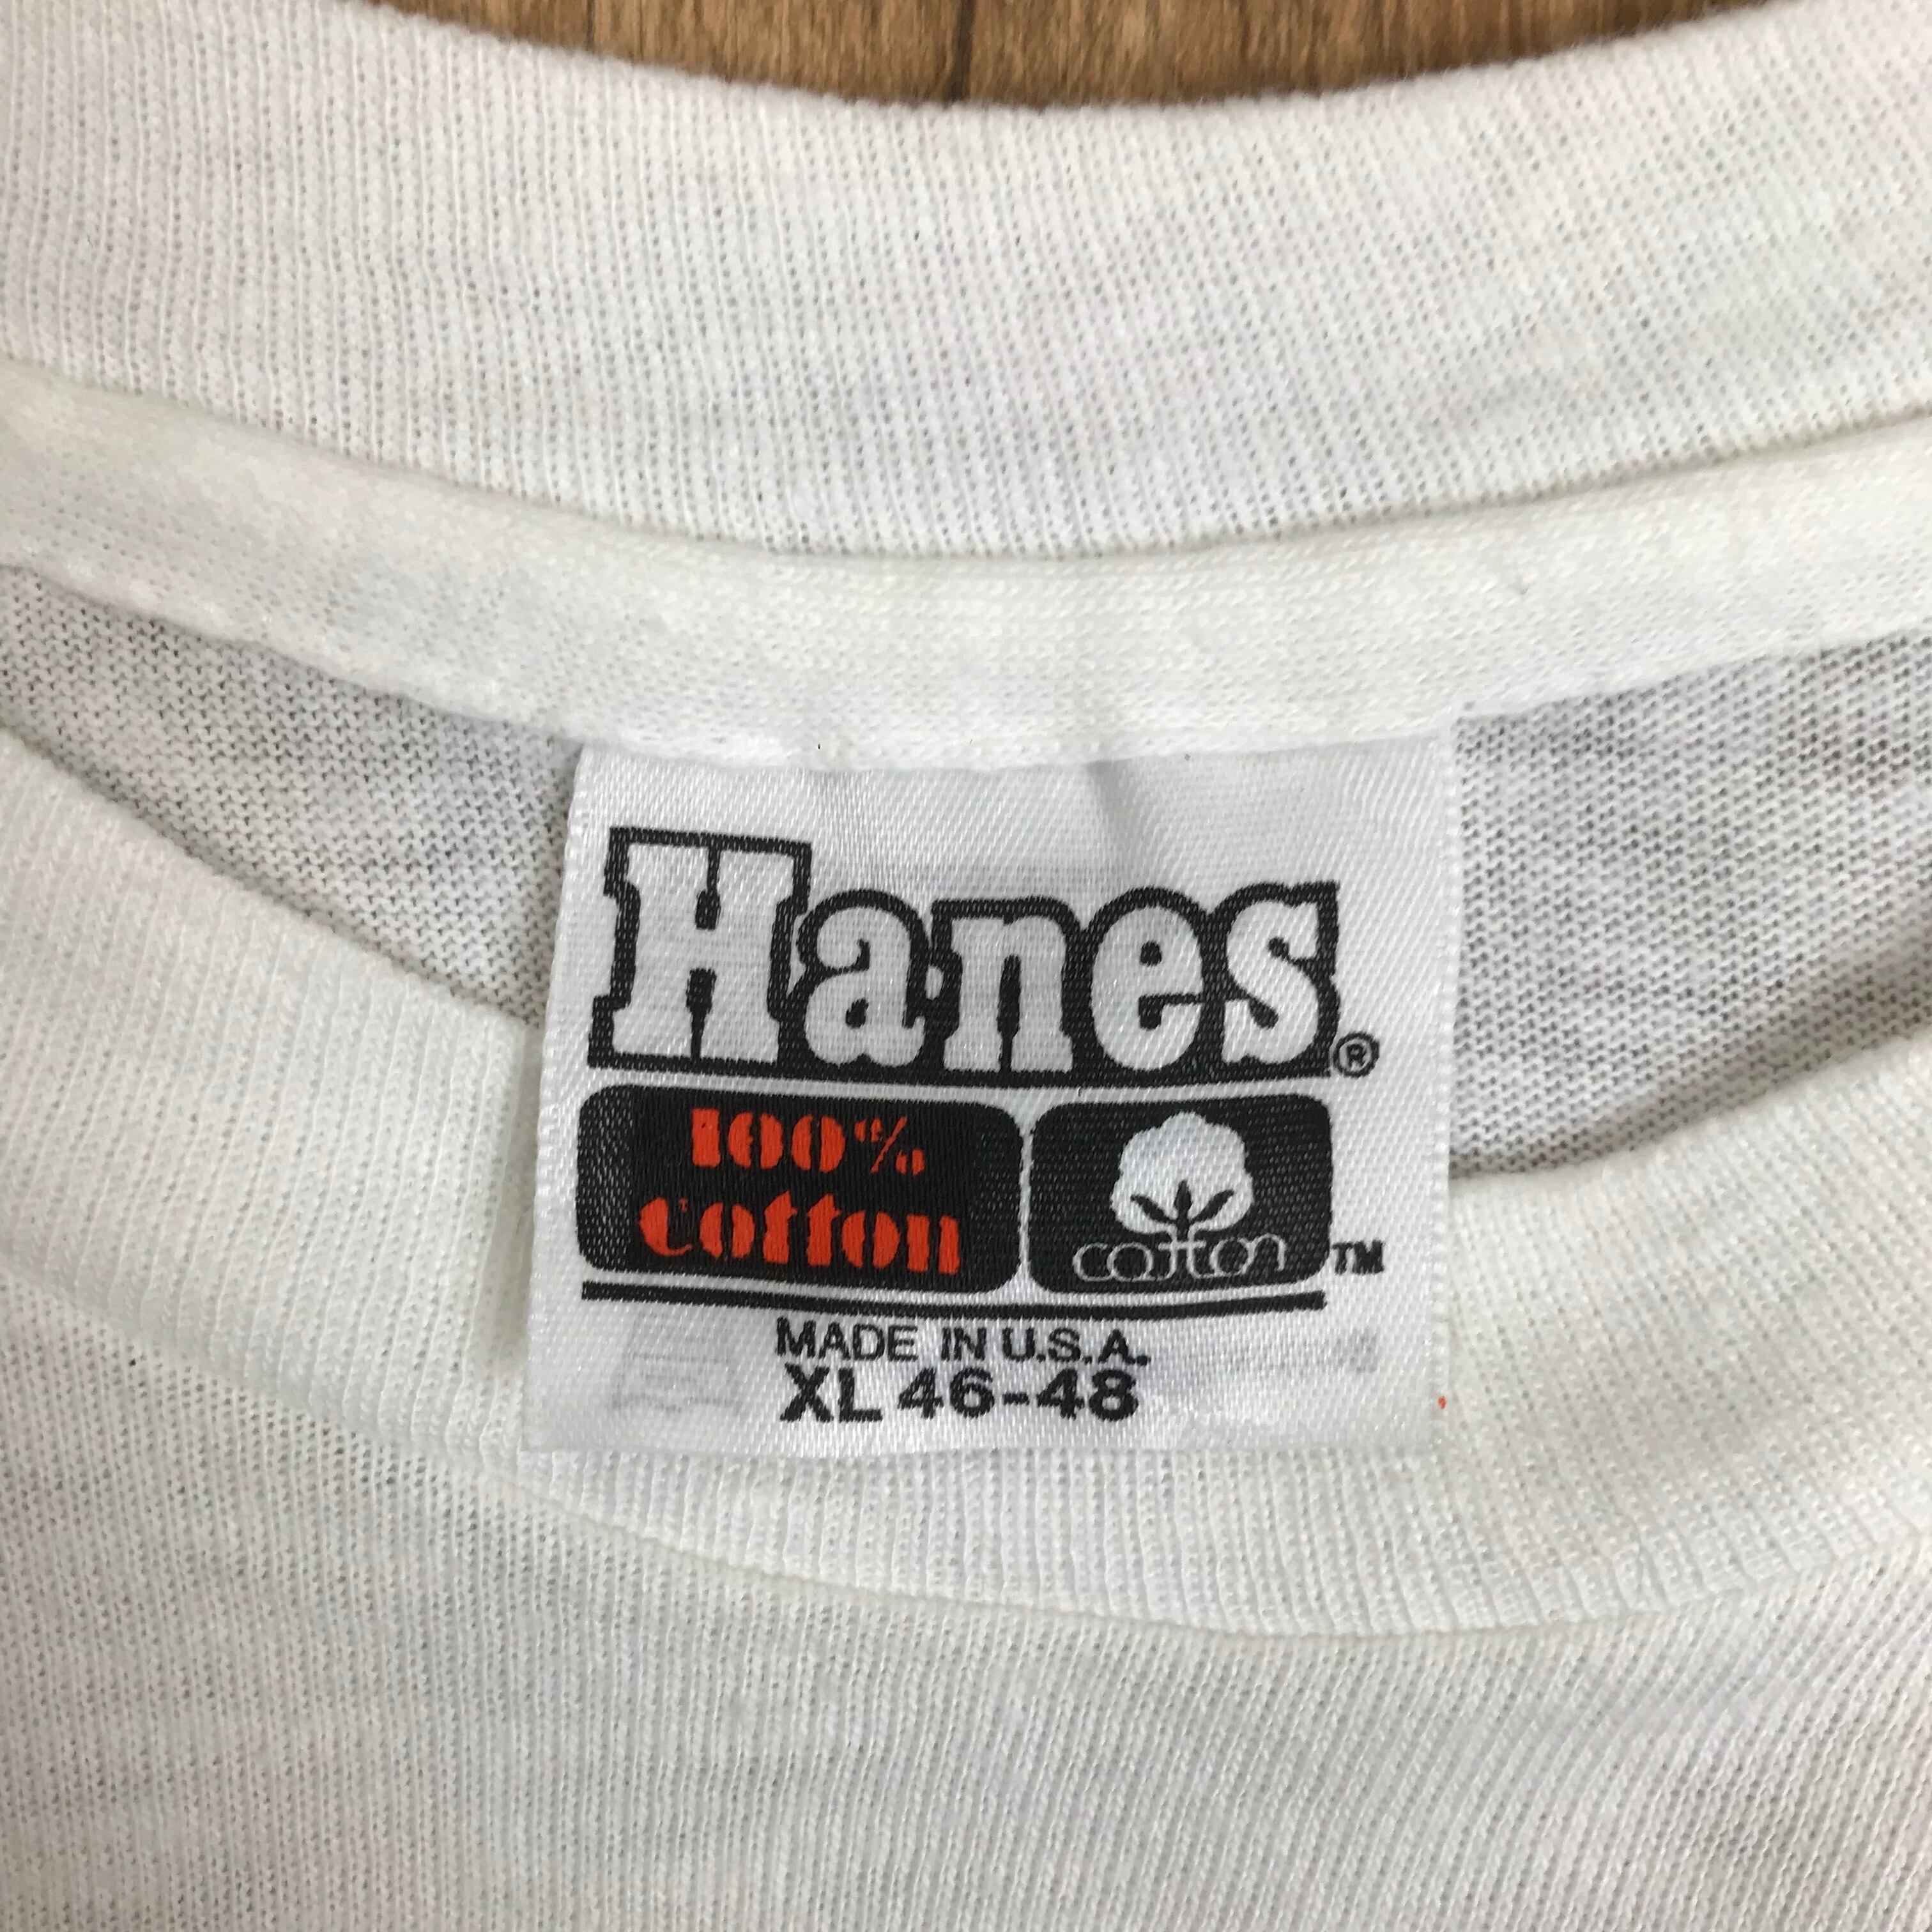 Hanes®
100%
cotton
cotton ™
MADE IN U.S.A.
XL 46-48